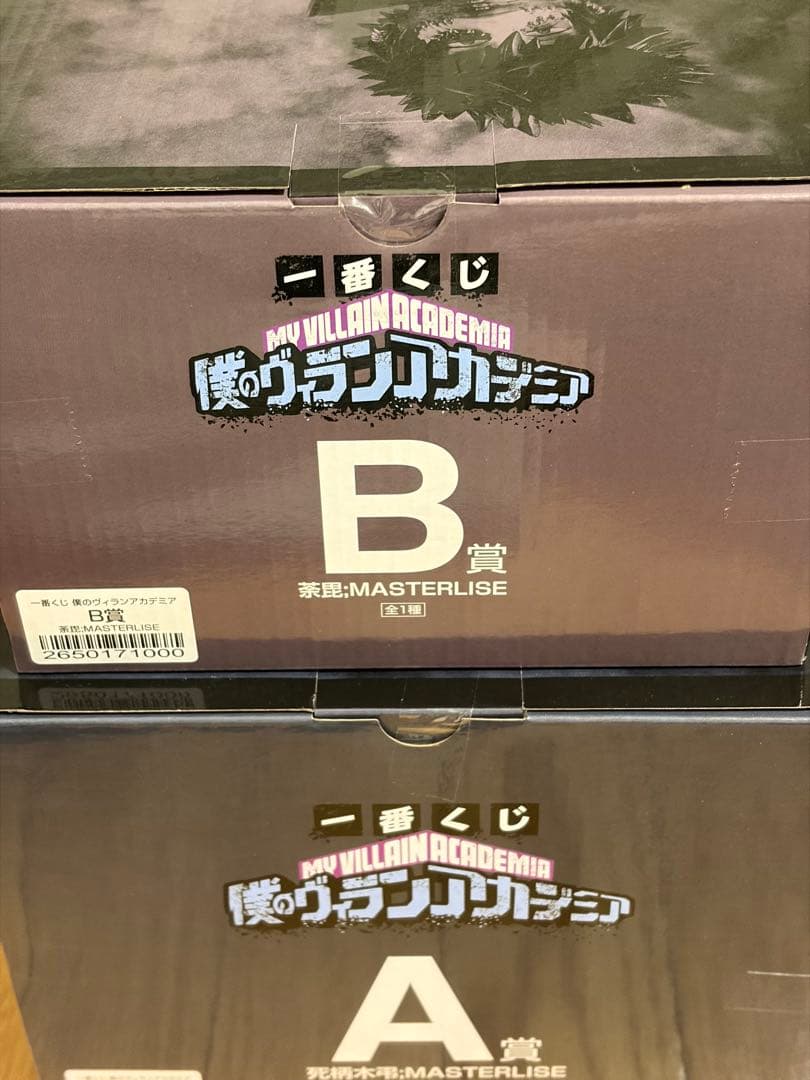 一番くじ
MY VILLAIN ACADEMIA
僕のヴィランアカデミア
B賞
荼毘;MASTERLISE
全1種
一番くじ 僕のヴィランアカデミア
B賞
荼毘;MASTERLISE
2650171000
一番くじ
MY VILLAIN ACADEMIA
僕のヴィランアカデミア
A賞
死柄木弔;MASTERLISE